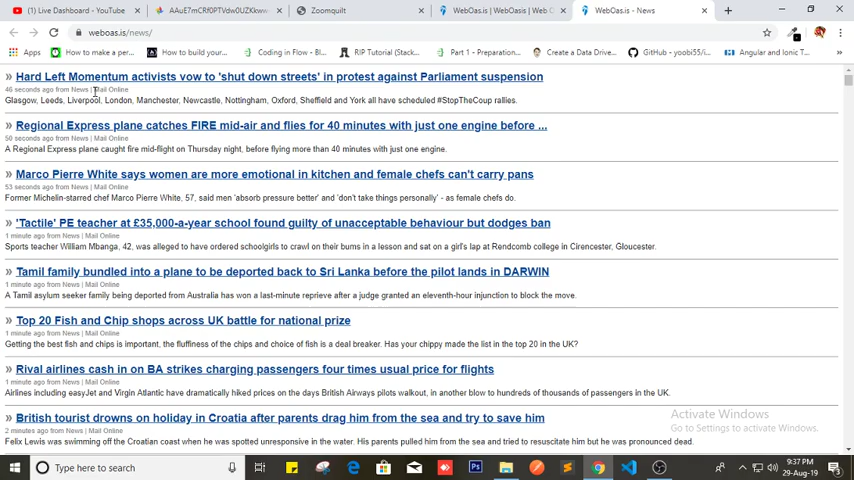 (1) Live Dashboard - YouTube
AAuE7mCRf0PTVdw0UZKkww
Zoomquilt
WebOas.is | WebOasis | Web O
WebOas.is - News
weboas.is/news/
Apps
How to make a per...
How to build your...
Coding in Flow - Bl...
RIP Tutorial (Stack...
Part 1 - Preparation...
Create a Data Drive...
GitHub - yoobi55/i...
Angular and Ionic T...
» Hard Left Momentum activists vow to 'shut down streets' in protest against Parliament suspension
46 seconds ago from News | Mail Online
Glasgow, Leeds, Liverpool, London, Manchester, Newcastle, Nottingham, Oxford, Sheffield and York all have scheduled #StopTheCoup rallies.
» Regional Express plane catches FIRE mid-air and flies for 40 minutes with just one engine before ...
50 seconds ago from News | Mail Online
A Regional Express plane caught fire mid-flight on Thursday night, before flying more than 40 minutes with just one engine.
» Marco Pierre White says women are more emotional in kitchen and female chefs can't carry pans
53 seconds ago from News | Mail Online
Former Michelin-starred chef Marco Pierre White, 57, said men 'absorb pressure better' and 'don't take things personally' - as female chefs do.
» 'Tactile' PE teacher at £35,000-a-year school found guilty of unacceptable behaviour but dodges ban
1 minute ago from News | Mail Online
Sports teacher William Mbanga, 42, was alleged to have ordered schoolgirls to crawl on their bums in a lesson and sat on a girl's lap at Rendcomb college in Cirencester, Gloucester.
» Tamil family bundled into a plane to be deported back to Sri Lanka before the pilot lands in DARWIN
1 minute ago from News | Mail Online
A Tamil asylum seeker family being deported from Australia has won a last-minute reprieve after a judge granted an eleventh-hour injunction to block the move.
» Top 20 Fish and Chip shops across UK battle for national prize
1 minute ago from News | Mail Online
Getting the best fish and chips is important, the fluffiness of the chips and choice of fish is a deal breaker. Has your chippy made the list in the top 20 in the UK?
» Rival airlines cash in on BA strikes charging passengers four times usual price for flights
1 minute ago from News | Mail Online
Airlines including easyJet and Virgin Atlantic have dramatically hiked prices on the days British Airways pilots walkout, in another blow to hundreds of thousands of passengers in the UK.
» British tourist drowns on holiday in Croatia after parents drag him from the sea and try to save him
2 minutes ago from News | Mail Online
Felix Lewis was swimming off the Croatian coast when he was spotted unresponsive in the water. His parents pulled him from the sea and tried to resuscitate him but he was pronounced dead.
Activate Windows
Go to Settings to activate Windows.
Type here to search
Ps
9:37 PM
29-Aug-19
3